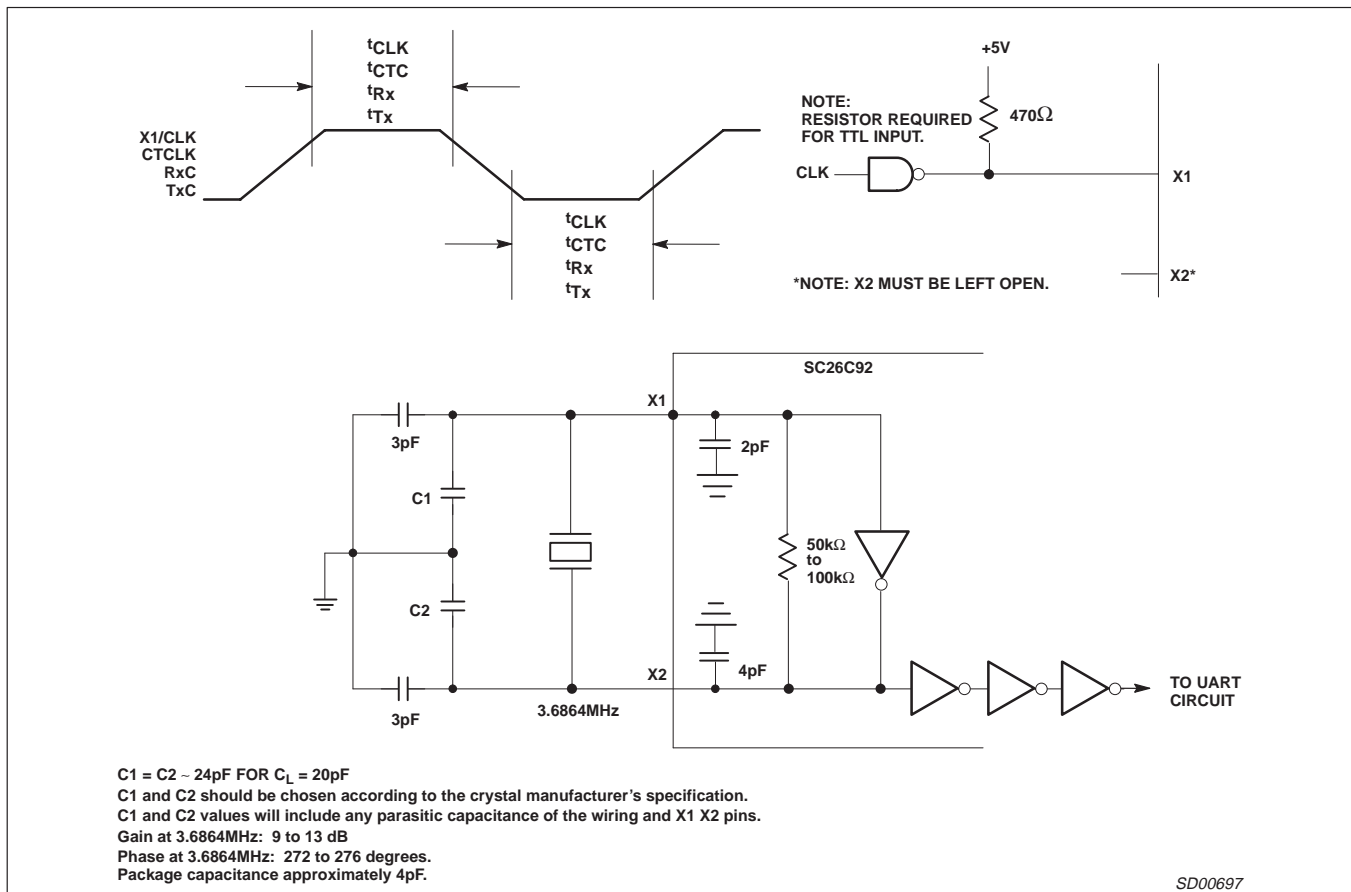 tCLK
tCTC
tRx
tTx
X1/CLK
CTCLK
RxC
TxC
tCLK
tCTC
tRx
tTx
+5V
NOTE:
RESISTOR REQUIRED
FOR TTL INPUT.
470Ω
CLK
X1
X2*
*NOTE: X2 MUST BE LEFT OPEN.
SC26C92
X1
3pF
2pF
C1
50kΩ
to
100kΩ
C2
X2
4pF
3pF
3.6864MHz
TO UART
CIRCUIT
C1 = C2 ~ 24pF FOR CL = 20pF
C1 and C2 should be chosen according to the crystal manufacturer's specification.
C1 and C2 values will include any parasitic capacitance of the wiring and X1 X2 pins.
Gain at 3.6864MHz: 9 to 13 dB
Phase at 3.6864MHz: 272 to 276 degrees.
Package capacitance approximately 4pF.
SD00697